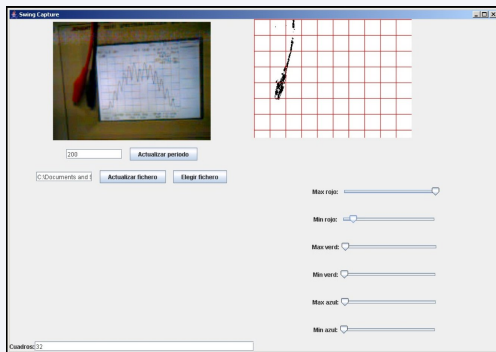 Swing Capture
200
Actualizar periodo
C:\Documents and S
Actualizar fichero
Elegir fichero
Max rojo:
Min rojo:
Max verd:
Min verd:
Max azul:
Min azul:
Cuadros: 32